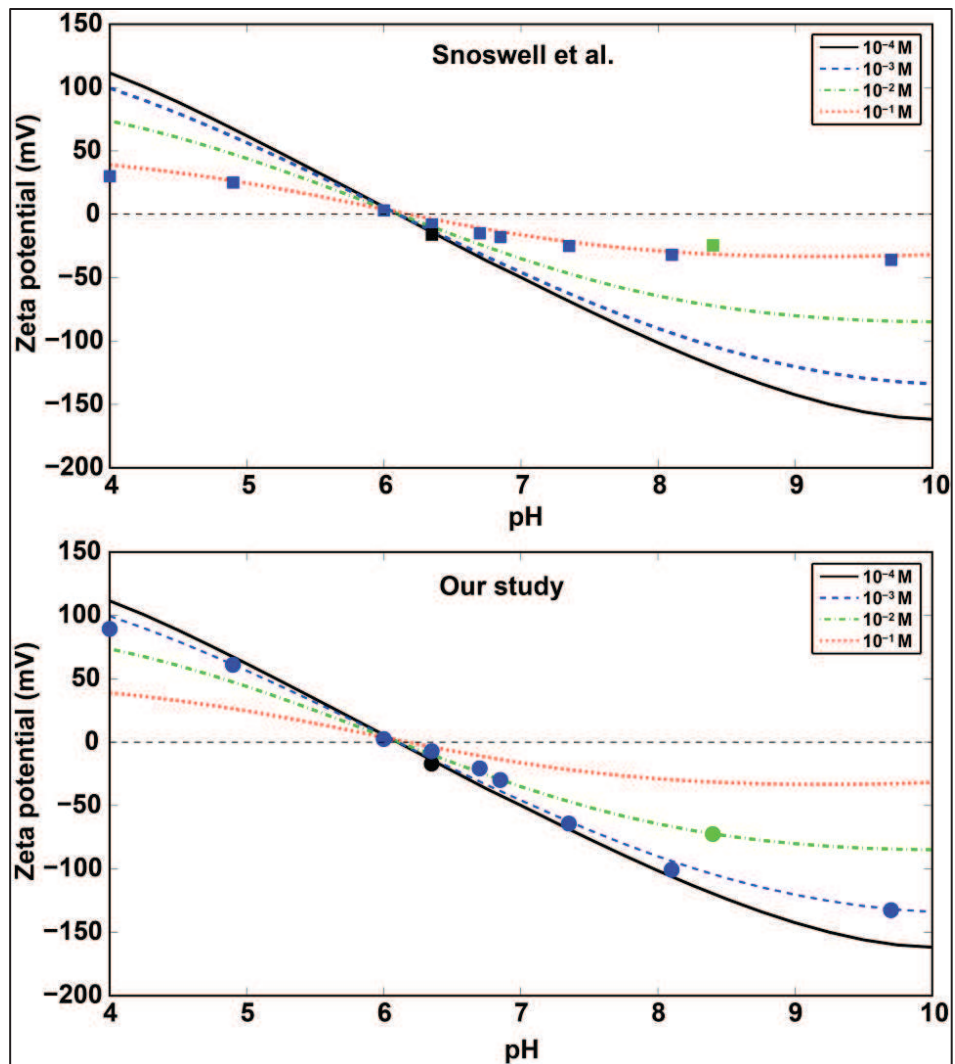 Snoswell et al.
10⁻⁴ M
10⁻³ M
10⁻² M
10⁻¹ M
Zeta potential (mV)
150
100
50
0
−50
−100
−150
−200
4 5 6 7 8 9 10
pH
Our study
10⁻⁴ M
10⁻³ M
10⁻² M
10⁻¹ M
Zeta potential (mV)
150
100
50
0
−50
−100
−150
−200
4 5 6 7 8 9 10
pH